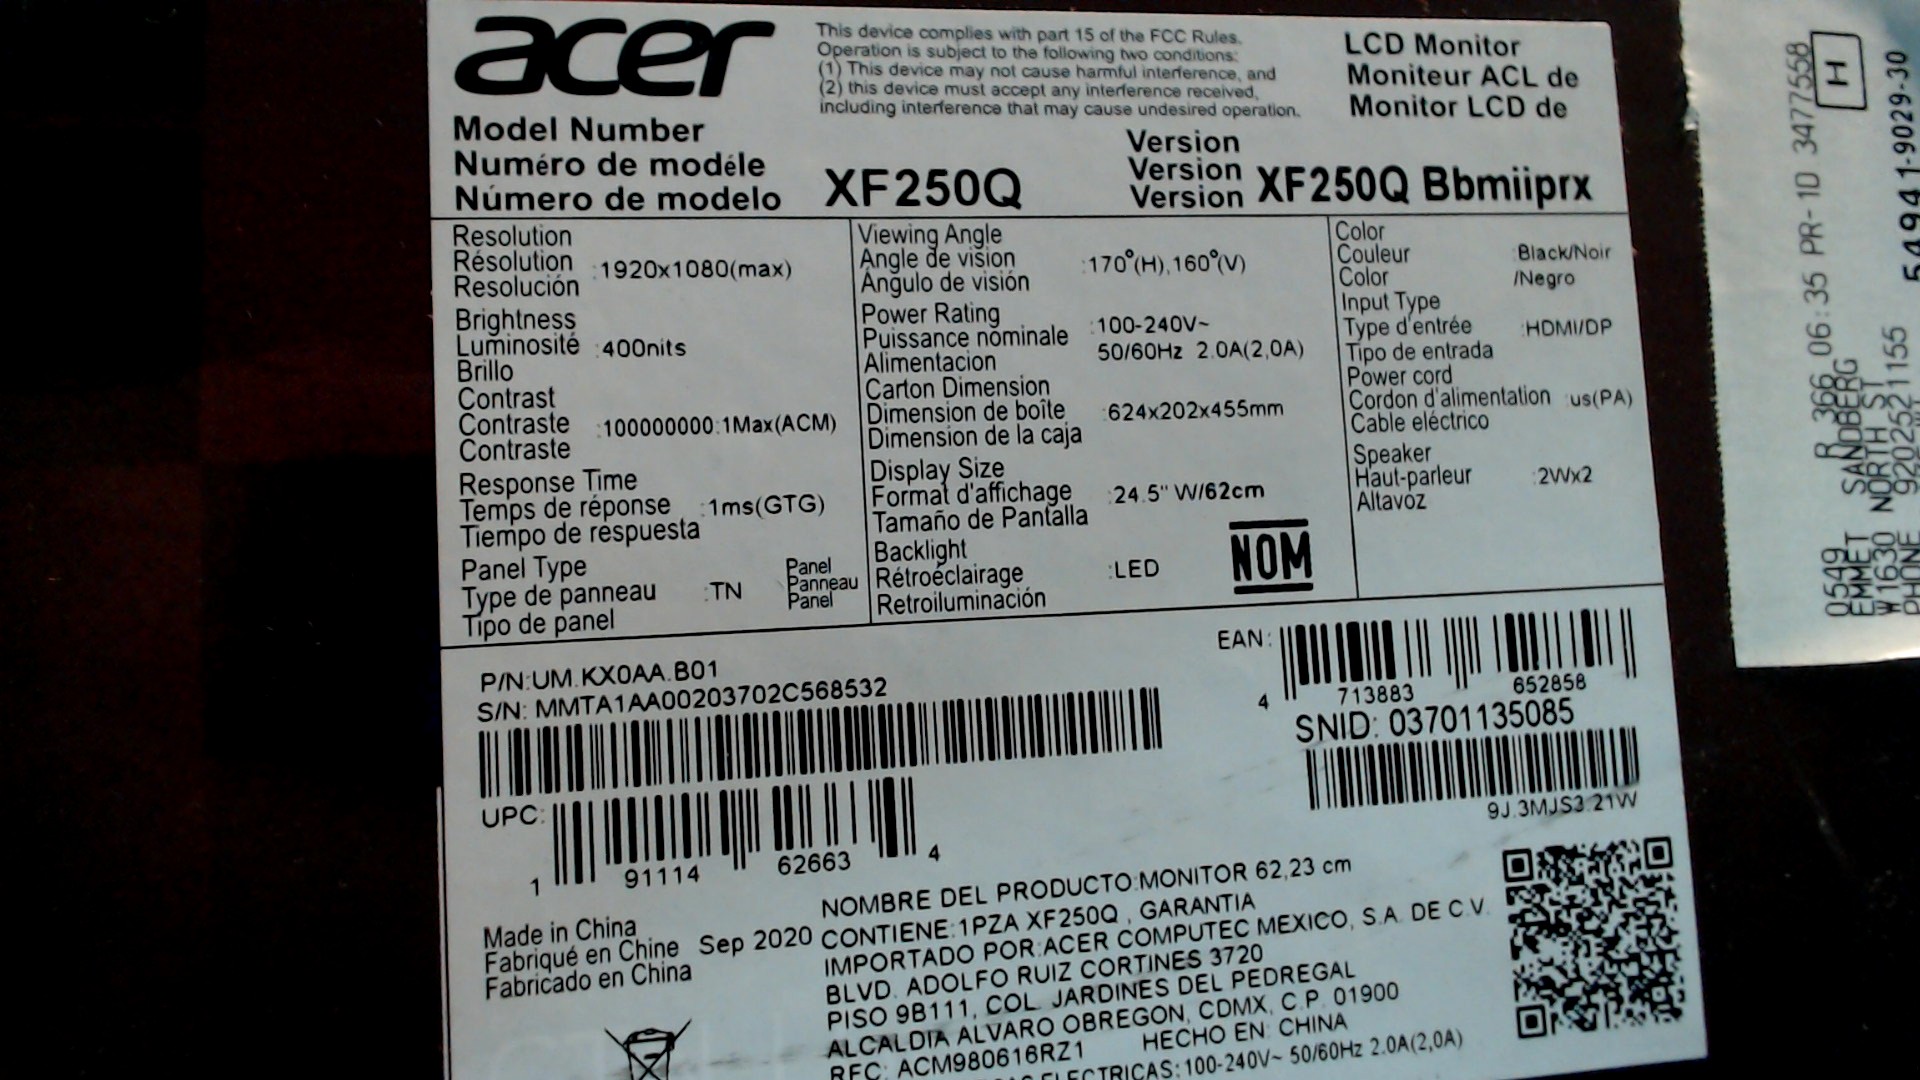 acer
This device complies with part 15 of the FCC Rules.
Operation is subject to the following two conditions:
(1) This device may not cause harmful interference, and
(2) this device must accept any interference received,
including interference that may cause undesired operation.
LCD Monitor
Moniteur ACL de
Monitor LCD de
Model Number
Numéro de modéle
Número de modelo
XF250Q
Version
Version
Version
XF250Q Bbmiiprx
Resolution
Résolution
Resolución
:1920x1080(max)
Brightness
Luminosité
Brillo
:400nits
Contrast
Contraste
Contraste
:100000000:1Max(ACM)
Response Time
Temps de réponse
Tiempo de respuesta
:1ms(GTG)
Panel Type
Type de panneau
Tipo de panel
:TN
Panel
Panneau
Panel
Viewing Angle
Angle de vision
Ángulo de visión
:170°(H),160°(V)
Power Rating
Puissance nominale
Alimentacion
:100-240V~
50/60Hz 2.0A(2,0A)
Carton Dimension
Dimension de boîte
Dimension de la caja
:624x202x455mm
Display Size
Format d'affichage
Tamaño de Pantalla
:24.5" W/62cm
Backlight
Rétroéclairage
Retroiluminación
:LED
NOM
Color
Couleur
Color
:Black/Noir
/Negro
Input Type
Type d'entrée
Tipo de entrada
:HDMI/DP
Power cord
Cordon d'alimentation
Cable eléctrico
:us(PA)
Speaker
Haut-parleur
Altavoz
:2Wx2
P/N:UM.KX0AA.B01
S/N: MMTA1AA00203702C568532
EAN:
4 713883 652858
SNID: 03701135085
9J.3MJS3.21W
UPC:
1 91114 62663 4
Made in China
Fabriqué en Chine
Fabricado en China
Sep 2020
NOMBRE DEL PRODUCTO:MONITOR 62,23 cm
CONTIENE:1PZA XF250Q , GARANTIA
IMPORTADO POR:ACER COMPUTEC MEXICO, S.A. DE C.V.
BLVD. ADOLFO RUIZ CORTINES 3720
PISO 9B111, COL. JARDINES DEL PEDREGAL
ALCALDIA ALVARO OBREGON, CDMX, C.P. 01900
RFC: ACM980616RZ1 HECHO EN: CHINA
ELECTRICAS:100-240V~ 50/60Hz 2.0A(2,0A)
H
PR-1D 34775558
R 366 06:35
0549
EMMET SANDBERG
W1630 NORTH ST
PHONE 9202521155
5494 1-9029-30